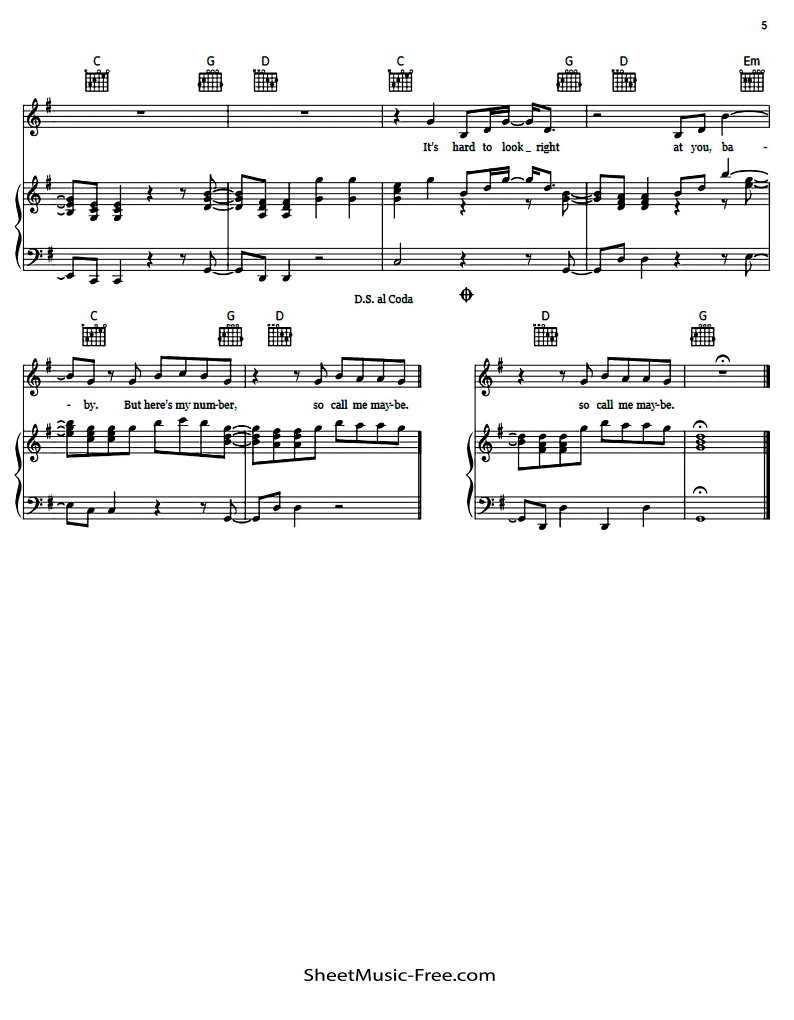 5
C G D C G D Em
It's hard to look _ right at you, ba -
D.S. al Coda
C G D D G
- by. But here's my num-ber, so call me may-be. so call me may-be.
SheetMusic-Free.com